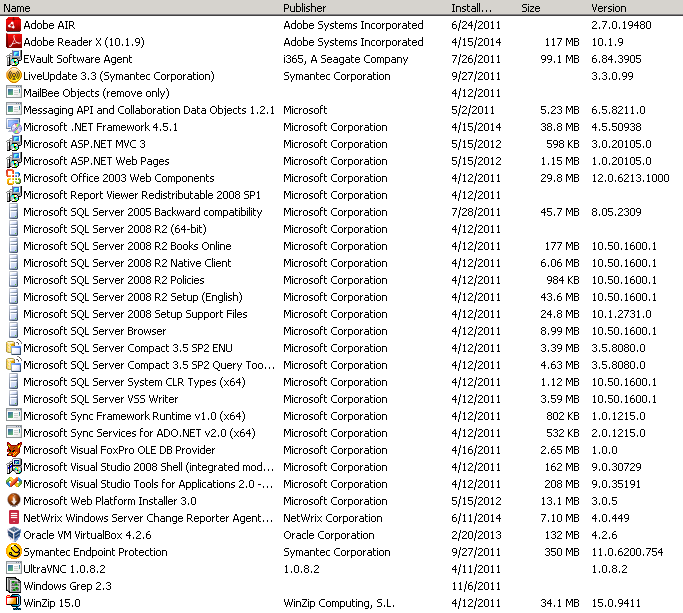 Name Publisher Install... Size Version
Adobe AIR Adobe Systems Incorporated 6/24/2011 2.7.0.19480
Adobe Reader X (10.1.9) Adobe Systems Incorporated 4/15/2014 117 MB 10.1.9
EVault Software Agent i365, A Seagate Company 7/26/2011 99.1 MB 6.84.3905
LiveUpdate 3.3 (Symantec Corporation) Symantec Corporation 9/27/2011 3.3.0.99
MailBee Objects (remove only) 4/12/2011
Messaging API and Collaboration Data Objects 1.2.1 Microsoft 5/2/2011 5.23 MB 6.5.8211.0
Microsoft .NET Framework 4.5.1 Microsoft Corporation 4/15/2014 38.8 MB 4.5.50938
Microsoft ASP.NET MVC 3 Microsoft Corporation 5/15/2012 598 KB 3.0.20105.0
Microsoft ASP.NET Web Pages Microsoft Corporation 5/15/2012 1.15 MB 1.0.20105.0
Microsoft Office 2003 Web Components Microsoft Corporation 4/12/2011 29.8 MB 12.0.6213.1000
Microsoft Report Viewer Redistributable 2008 SP1 Microsoft Corporation 4/12/2011
Microsoft SQL Server 2005 Backward compatibility Microsoft Corporation 7/28/2011 45.7 MB 8.05.2309
Microsoft SQL Server 2008 R2 (64-bit) Microsoft Corporation 4/12/2011
Microsoft SQL Server 2008 R2 Books Online Microsoft Corporation 4/12/2011 177 MB 10.50.1600.1
Microsoft SQL Server 2008 R2 Native Client Microsoft Corporation 4/12/2011 6.06 MB 10.50.1600.1
Microsoft SQL Server 2008 R2 Policies Microsoft Corporation 4/12/2011 984 KB 10.50.1600.1
Microsoft SQL Server 2008 R2 Setup (English) Microsoft Corporation 4/12/2011 43.6 MB 10.50.1600.1
Microsoft SQL Server 2008 Setup Support Files Microsoft Corporation 4/12/2011 24.8 MB 10.1.2731.0
Microsoft SQL Server Browser Microsoft Corporation 4/12/2011 8.99 MB 10.50.1600.1
Microsoft SQL Server Compact 3.5 SP2 ENU Microsoft Corporation 4/12/2011 3.39 MB 3.5.8080.0
Microsoft SQL Server Compact 3.5 SP2 Query Too... Microsoft Corporation 4/12/2011 4.63 MB 3.5.8080.0
Microsoft SQL Server System CLR Types (x64) Microsoft Corporation 4/12/2011 1.12 MB 10.50.1600.1
Microsoft SQL Server VSS Writer Microsoft Corporation 4/12/2011 3.59 MB 10.50.1600.1
Microsoft Sync Framework Runtime v1.0 (x64) Microsoft Corporation 4/12/2011 802 KB 1.0.1215.0
Microsoft Sync Services for ADO.NET v2.0 (x64) Microsoft Corporation 4/12/2011 532 KB 2.0.1215.0
Microsoft Visual FoxPro OLE DB Provider Microsoft Corporation 4/16/2011 2.65 MB 1.0.0
Microsoft Visual Studio 2008 Shell (integrated mod... Microsoft Corporation 4/12/2011 162 MB 9.0.30729
Microsoft Visual Studio Tools for Applications 2.0 -... Microsoft Corporation 4/12/2011 208 MB 9.0.35191
Microsoft Web Platform Installer 3.0 Microsoft Corporation 5/15/2012 13.1 MB 3.0.5
NetWrix Windows Server Change Reporter Agent... NetWrix Corporation 6/11/2014 7.10 MB 4.0.449
Oracle VM VirtualBox 4.2.6 Oracle Corporation 2/20/2013 132 MB 4.2.6
Symantec Endpoint Protection Symantec Corporation 9/27/2011 350 MB 11.0.6200.754
UltraVNC 1.0.8.2 1.0.8.2 4/11/2011 1.0.8.2
Windows Grep 2.3 11/6/2011
WinZip 15.0 WinZip Computing, S.L. 4/12/2011 34.1 MB 15.0.9411